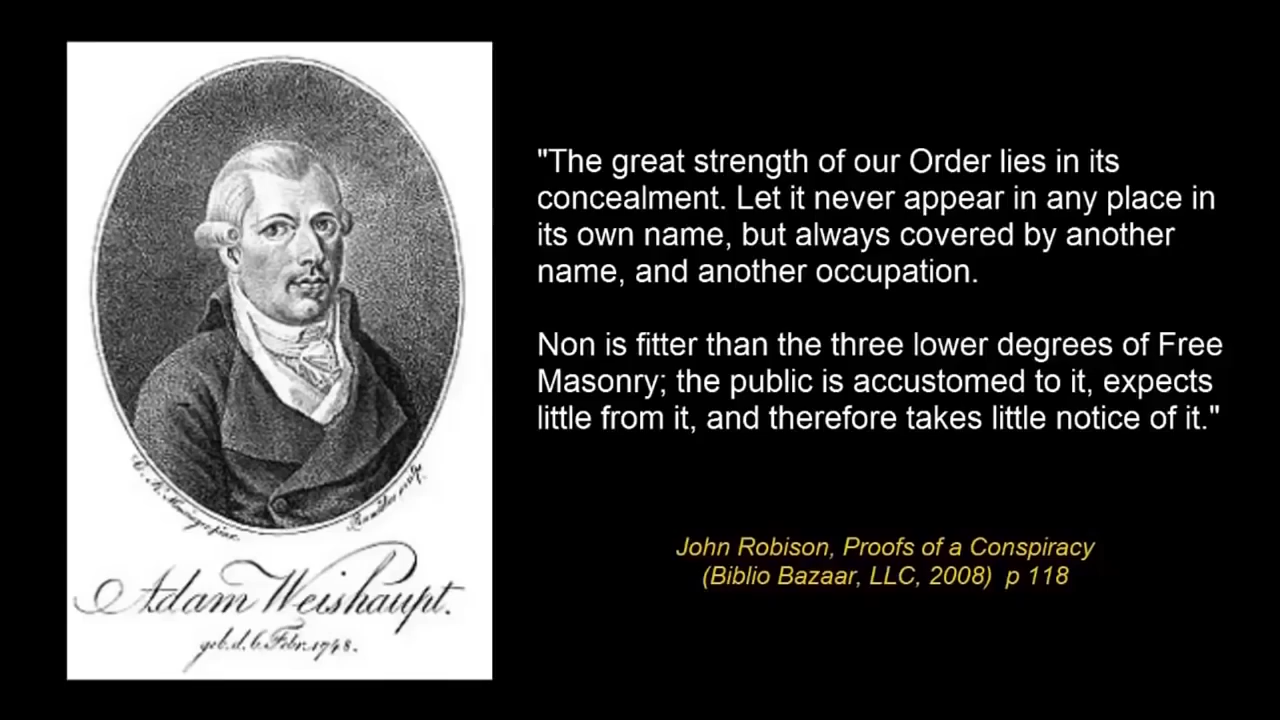 "The great strength of our Order lies in its
concealment. Let it never appear in any place in
its own name, but always covered by another
name, and another occupation.
Non is fitter than the three lower degrees of Free
Masonry; the public is accustomed to it, expects
little from it, and therefore takes little notice of it."
John Robison, Proofs of a Conspiracy
(Biblio Bazaar, LLC, 2008) p 118
Adam Weishaupt.
geb. d. 6. Febr. 1748.